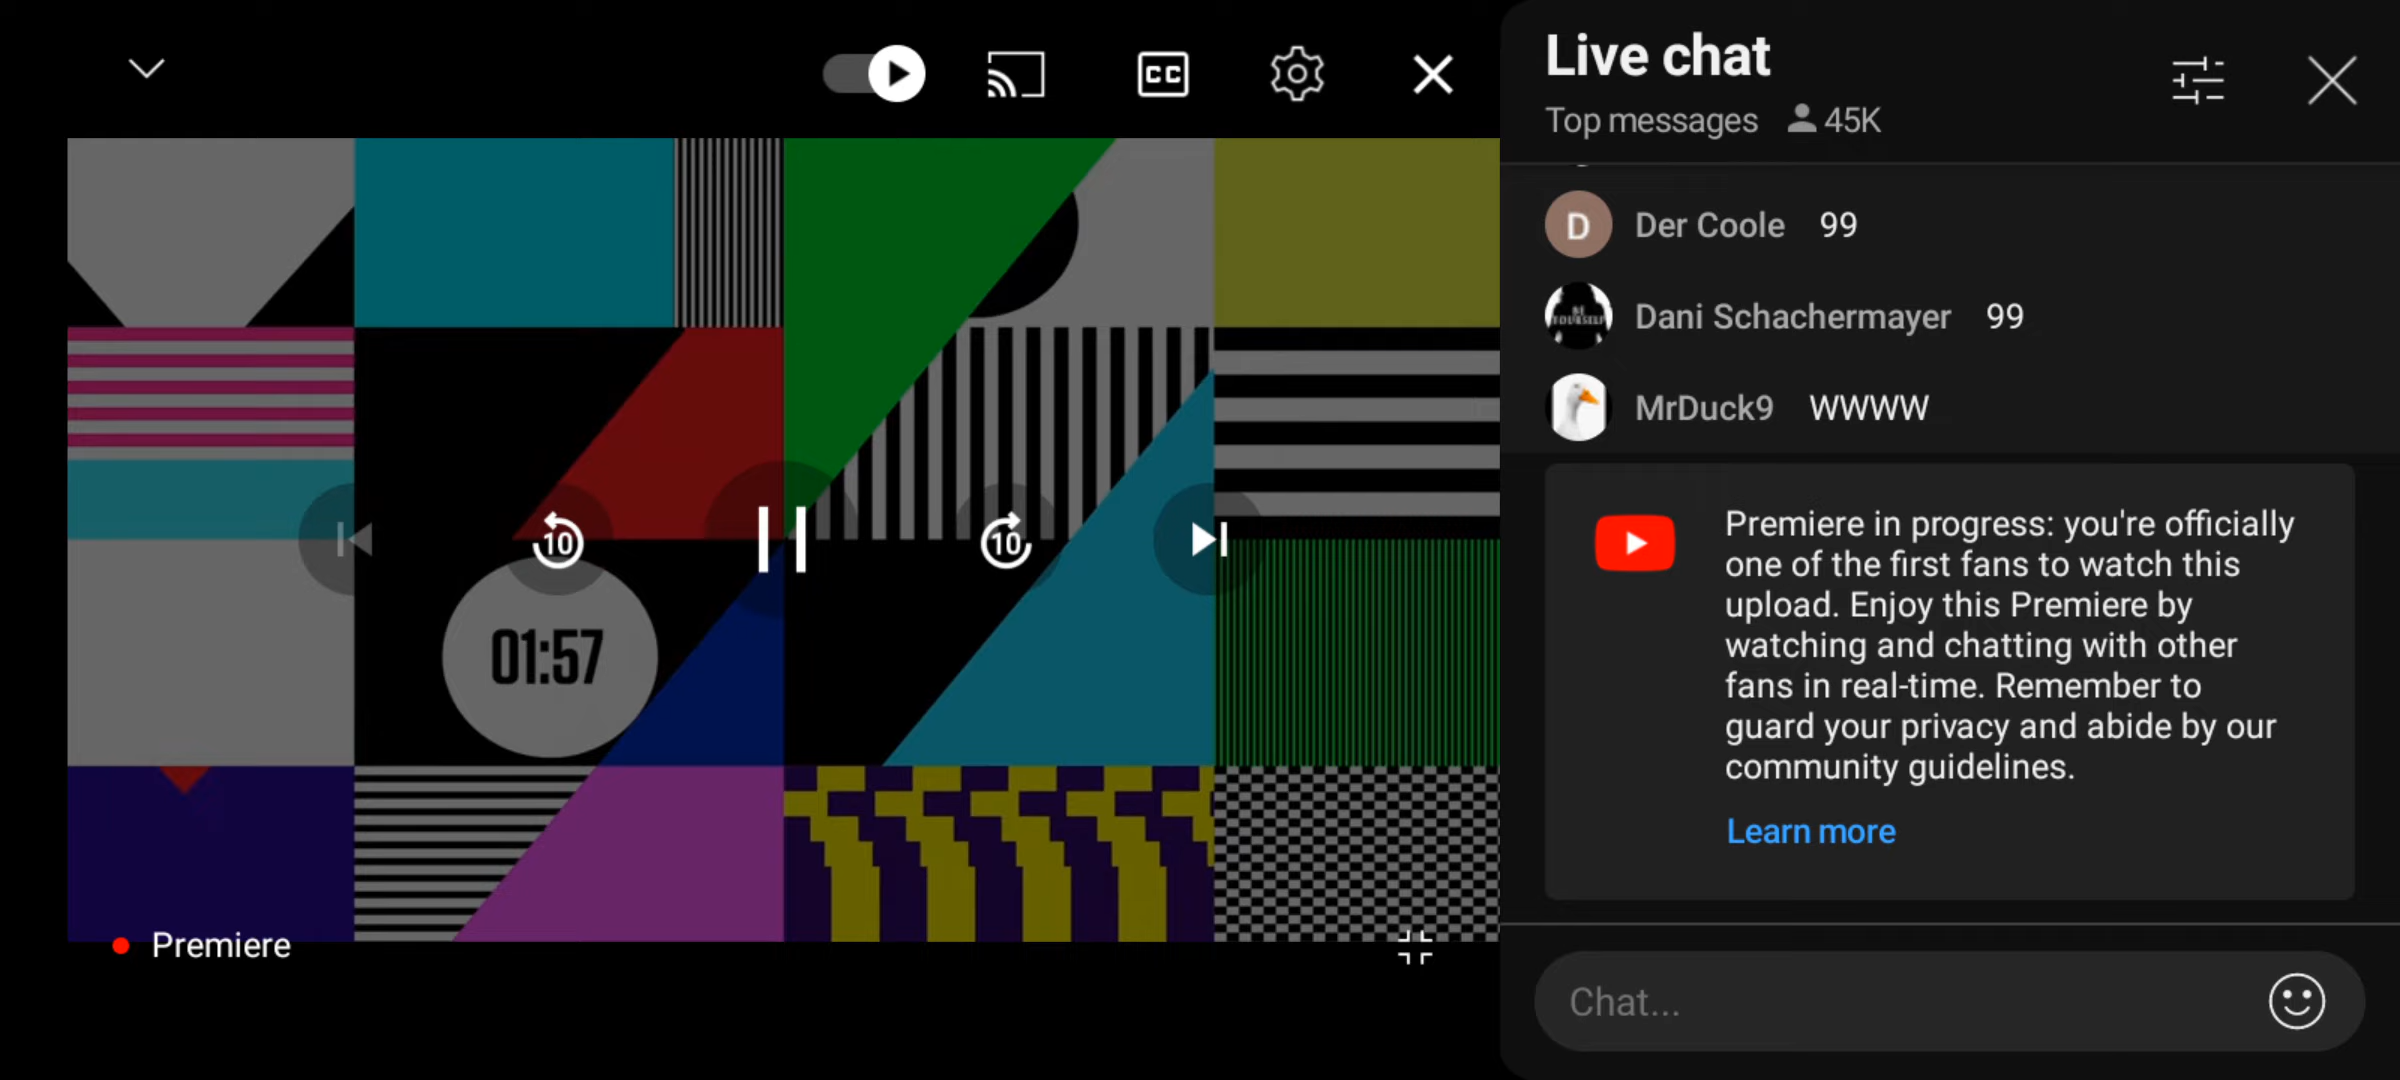 CC
10
10
01:57
Premiere
Live chat
Top messages 45K
D Der Coole 99
BE
YOURSELF
Dani Schachermayer 99
MrDuck9 WWWW
Premiere in progress: you're officially
one of the first fans to watch this
upload. Enjoy this Premiere by
watching and chatting with other
fans in real-time. Remember to
guard your privacy and abide by our
community guidelines.
Learn more
Chat...